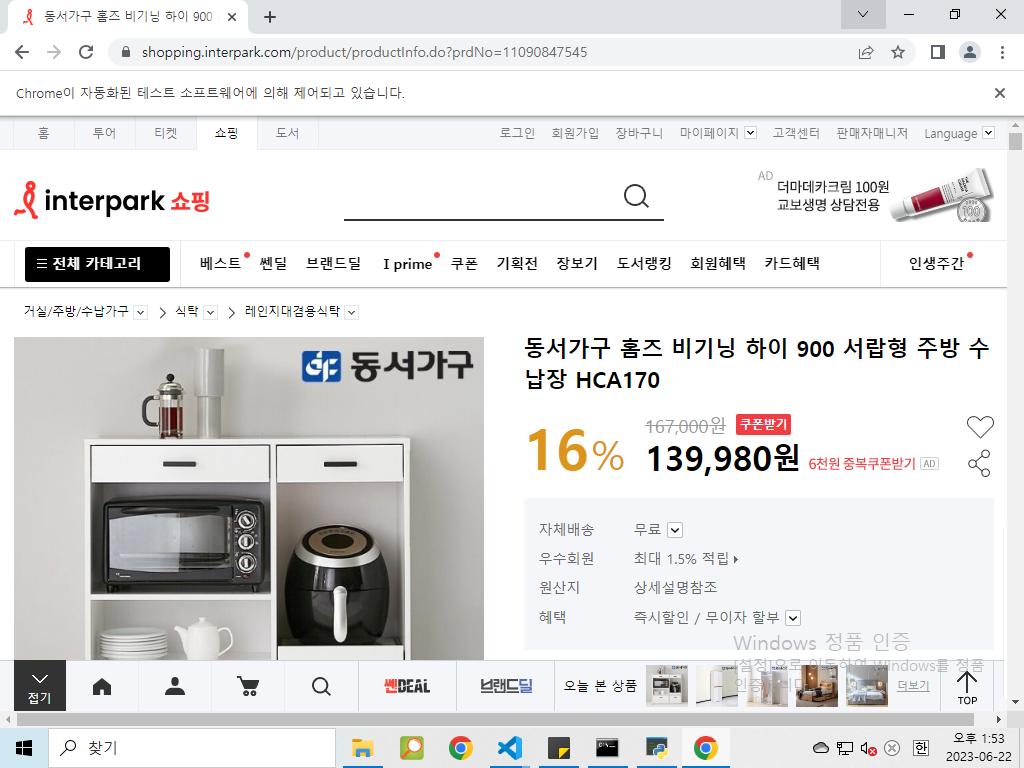 동서가구 홈즈 비기닝 하이 900
shopping.interpark.com/product/productInfo.do?prdNo=11090847545
Chrome이 자동화된 테스트 소프트웨어에 의해 제어되고 있습니다.
홈 투어 티켓 쇼핑 도서 로그인 회원가입 장바구니 마이페이지 고객센터 판매자매니저 Language
interpark 쇼핑
AD 더마데카크림 100원
교보생명 상담전용
전체 카테고리 베스트 쎈딜 브랜드딜 I prime 쿠폰 기획전 장보기 도서랭킹 회원혜택 카드혜택 인생주간
거실/주방/수납가구 식탁 레인지대겸용식탁
동서가구
동서가구 홈즈 비기닝 하이 900 서랍형 주방 수
납장 HCA170
16% 167,000원 쿠폰받기
139,980원 6천원 중복쿠폰받기 AD
자체배송 무료
우수회원 최대 1.5% 적립
원산지 상세설명참조
혜택 즉시할인 / 무이자 할부
Windows 정품 인증
[설정]으로 이동하여 Windows를 정품
접기 쎈DEAL 브랜드딜 오늘 본 상품 더보기 TOP
찾기 한 오후 1:53
2023-06-22